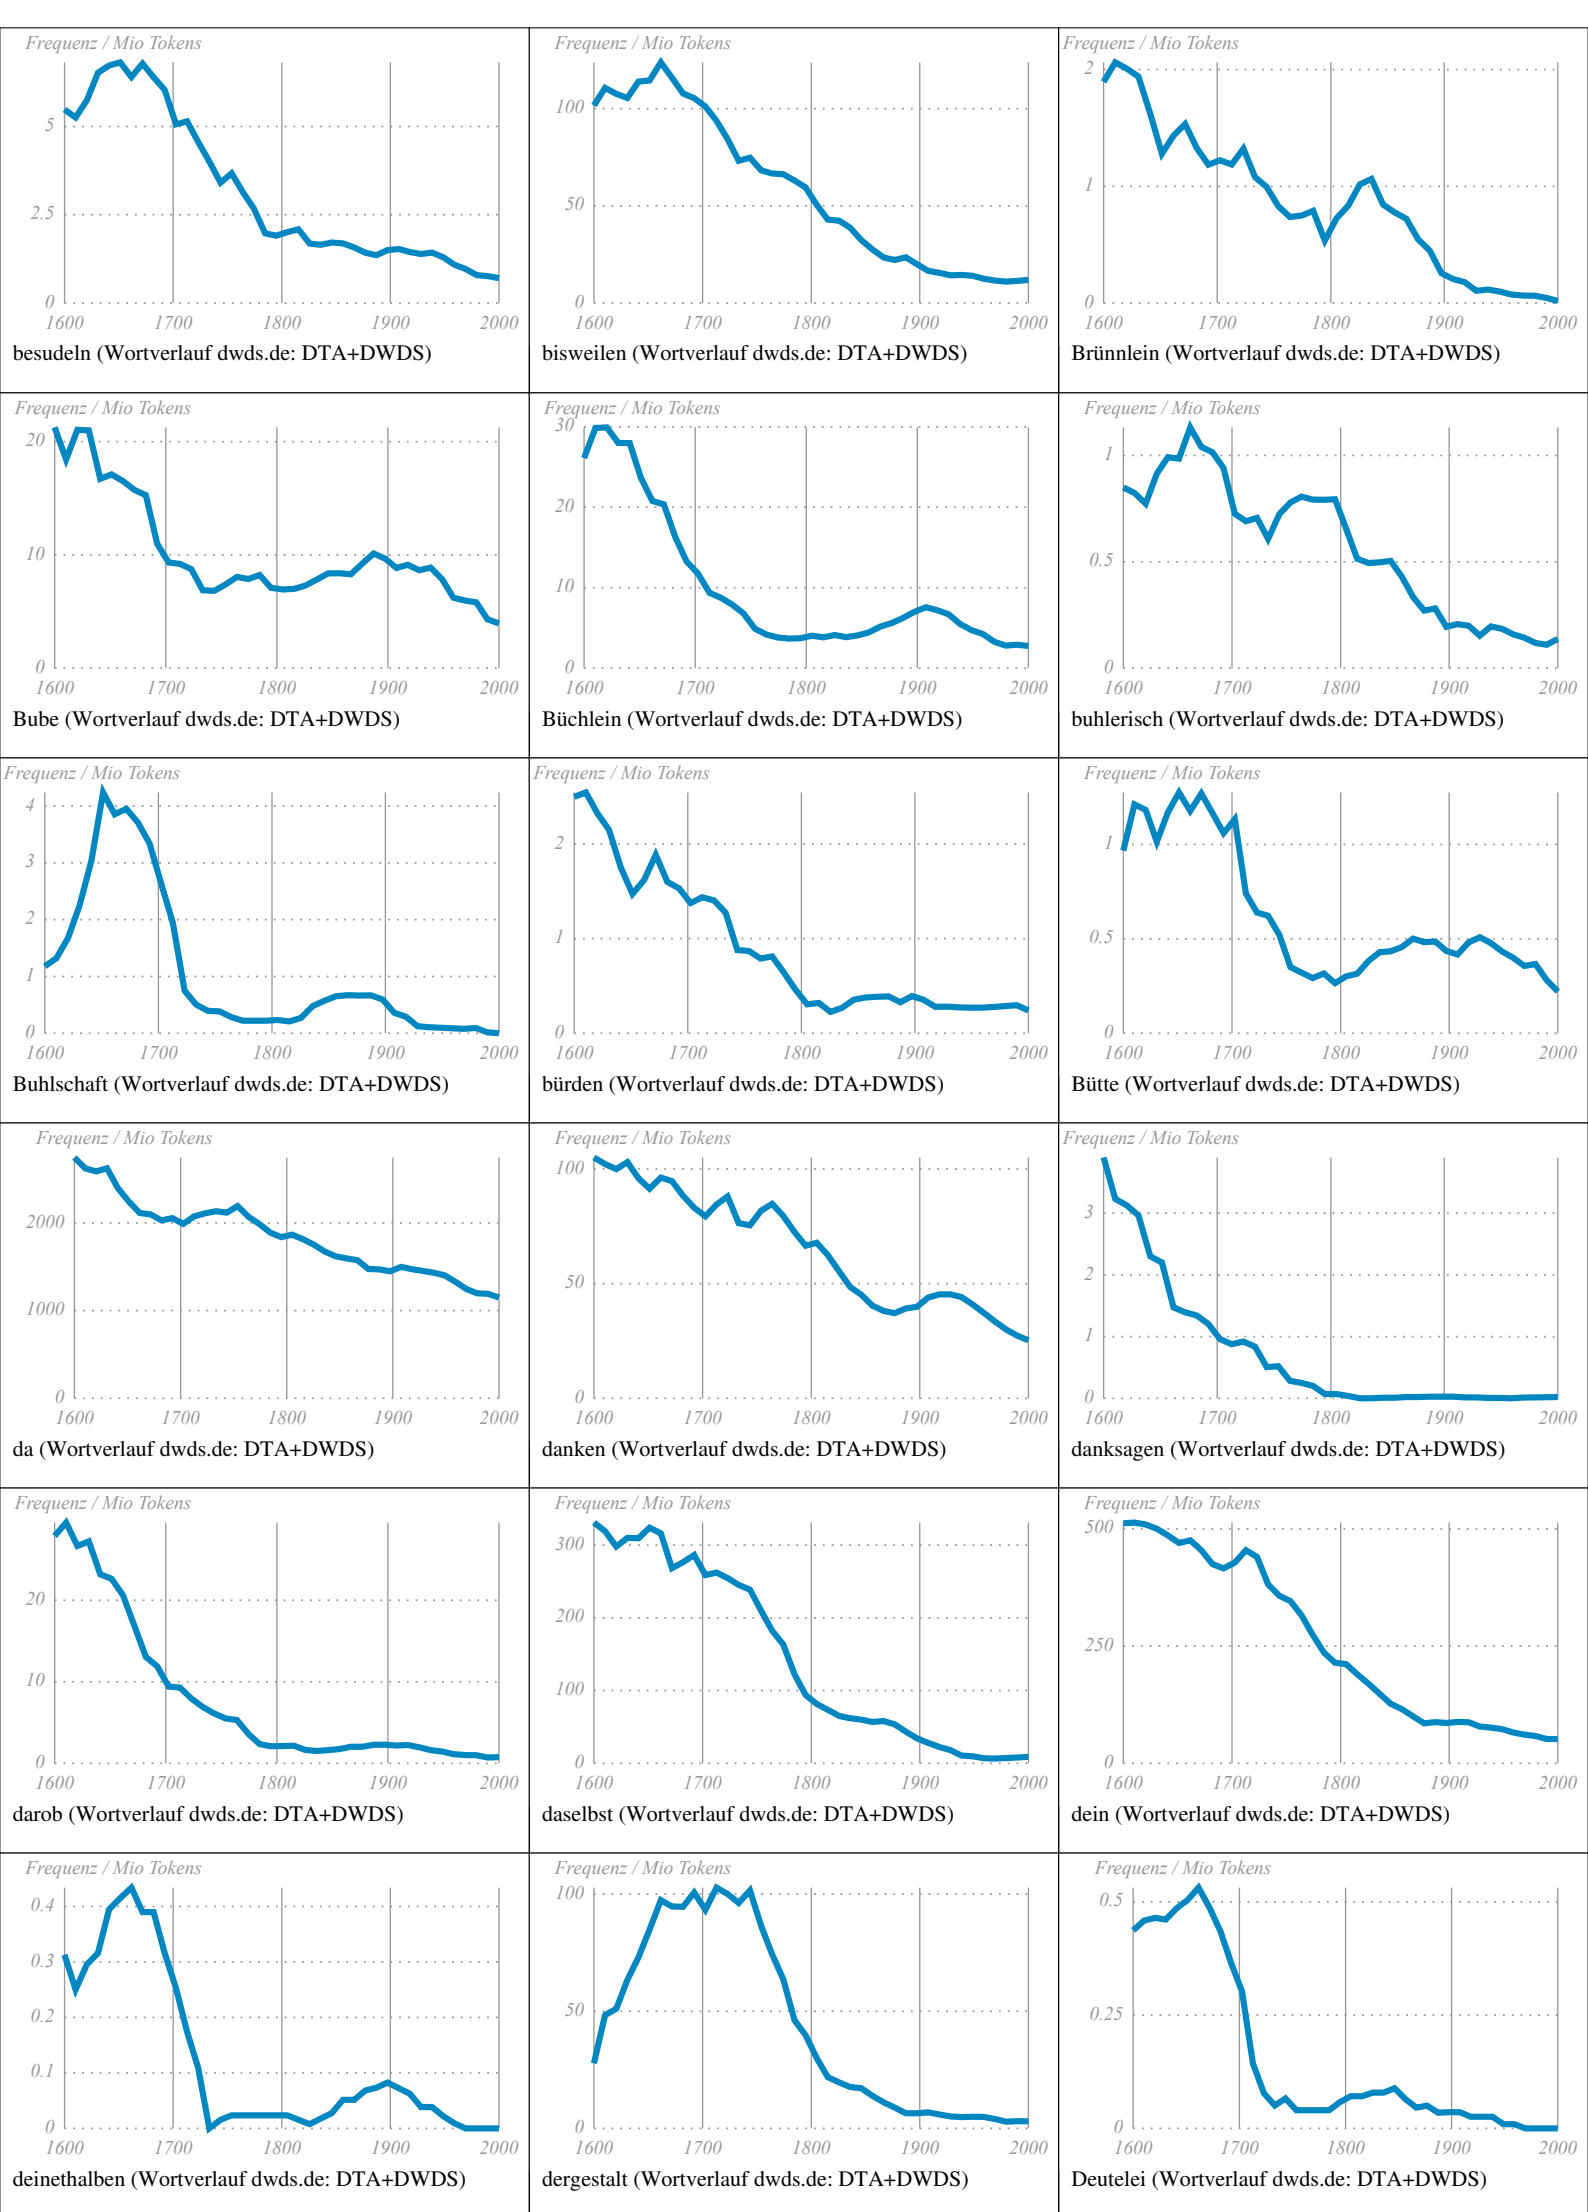 Frequenz / Mio Tokens
5
2.5
0
1600 1700 1800 1900 2000
besudeln (Wortverlauf dwds.de: DTA+DWDS)
Frequenz / Mio Tokens
100
50
0
1600 1700 1800 1900 2000
bisweilen (Wortverlauf dwds.de: DTA+DWDS)
Frequenz / Mio Tokens
2
1
0
1600 1700 1800 1900 2000
Brünnlein (Wortverlauf dwds.de: DTA+DWDS)
Frequenz / Mio Tokens
20
10
0
1600 1700 1800 1900 2000
Bube (Wortverlauf dwds.de: DTA+DWDS)
Frequenz / Mio Tokens
30
20
10
0
1600 1700 1800 1900 2000
Büchlein (Wortverlauf dwds.de: DTA+DWDS)
Frequenz / Mio Tokens
1
0.5
0
1600 1700 1800 1900 2000
buhlerisch (Wortverlauf dwds.de: DTA+DWDS)
Frequenz / Mio Tokens
4
3
2
1
0
1600 1700 1800 1900 2000
Buhlschaft (Wortverlauf dwds.de: DTA+DWDS)
Frequenz / Mio Tokens
2
1
0
1600 1700 1800 1900 2000
bürden (Wortverlauf dwds.de: DTA+DWDS)
Frequenz / Mio Tokens
1
0.5
0
1600 1700 1800 1900 2000
Bütte (Wortverlauf dwds.de: DTA+DWDS)
Frequenz / Mio Tokens
2000
1000
0
1600 1700 1800 1900 2000
da (Wortverlauf dwds.de: DTA+DWDS)
Frequenz / Mio Tokens
100
50
0
1600 1700 1800 1900 2000
danken (Wortverlauf dwds.de: DTA+DWDS)
Frequenz / Mio Tokens
3
2
1
0
1600 1700 1800 1900 2000
danksagen (Wortverlauf dwds.de: DTA+DWDS)
Frequenz / Mio Tokens
20
10
0
1600 1700 1800 1900 2000
darob (Wortverlauf dwds.de: DTA+DWDS)
Frequenz / Mio Tokens
300
200
100
0
1600 1700 1800 1900 2000
daselbst (Wortverlauf dwds.de: DTA+DWDS)
Frequenz / Mio Tokens
500
250
0
1600 1700 1800 1900 2000
dein (Wortverlauf dwds.de: DTA+DWDS)
Frequenz / Mio Tokens
0.4
0.3
0.2
0.1
0
1600 1700 1800 1900 2000
deinethalben (Wortverlauf dwds.de: DTA+DWDS)
Frequenz / Mio Tokens
100
50
0
1600 1700 1800 1900 2000
dergestalt (Wortverlauf dwds.de: DTA+DWDS)
Frequenz / Mio Tokens
0.5
0.25
0
1600 1700 1800 1900 2000
Deutelei (Wortverlauf dwds.de: DTA+DWDS)